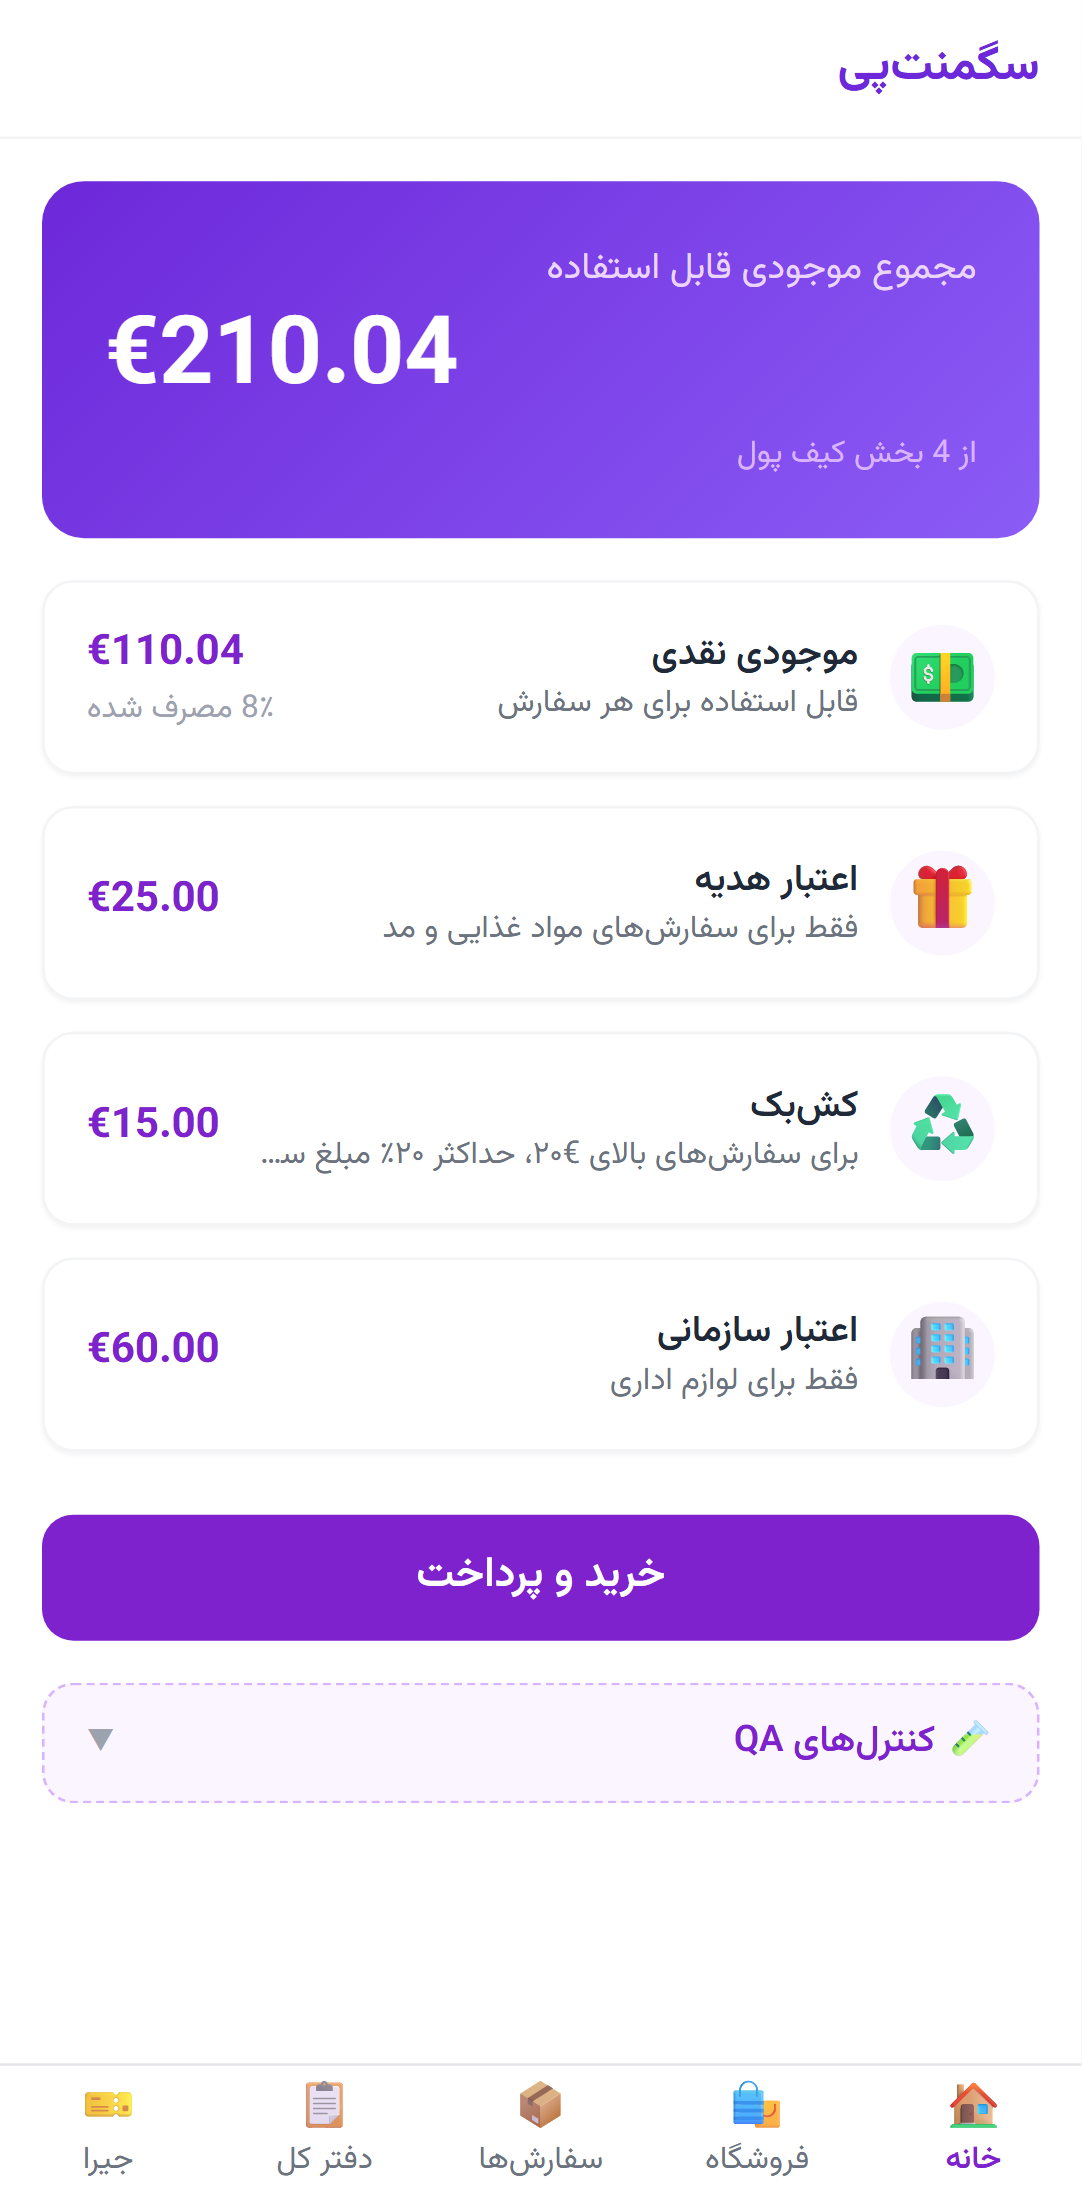 سگمنت‌پی
مجموع موجودی قابل استفاده
€210.04
از 4 بخش کیف پول
موجودی نقدی
قابل استفاده برای هر سفارش
€110.04
8٪ مصرف شده
اعتبار هدیه
فقط برای سفارش‌های مواد غذایی و مد
€25.00
کش‌بک
برای سفارش‌های بالای €۲۰، حداکثر ۲۰٪ مبلغ سـ...
€15.00
اعتبار سازمانی
فقط برای لوازم اداری
€60.00
خرید و پرداخت
کنترل‌های QA
خانه
فروشگاه
سفارش‌ها
دفتر کل
جیرا